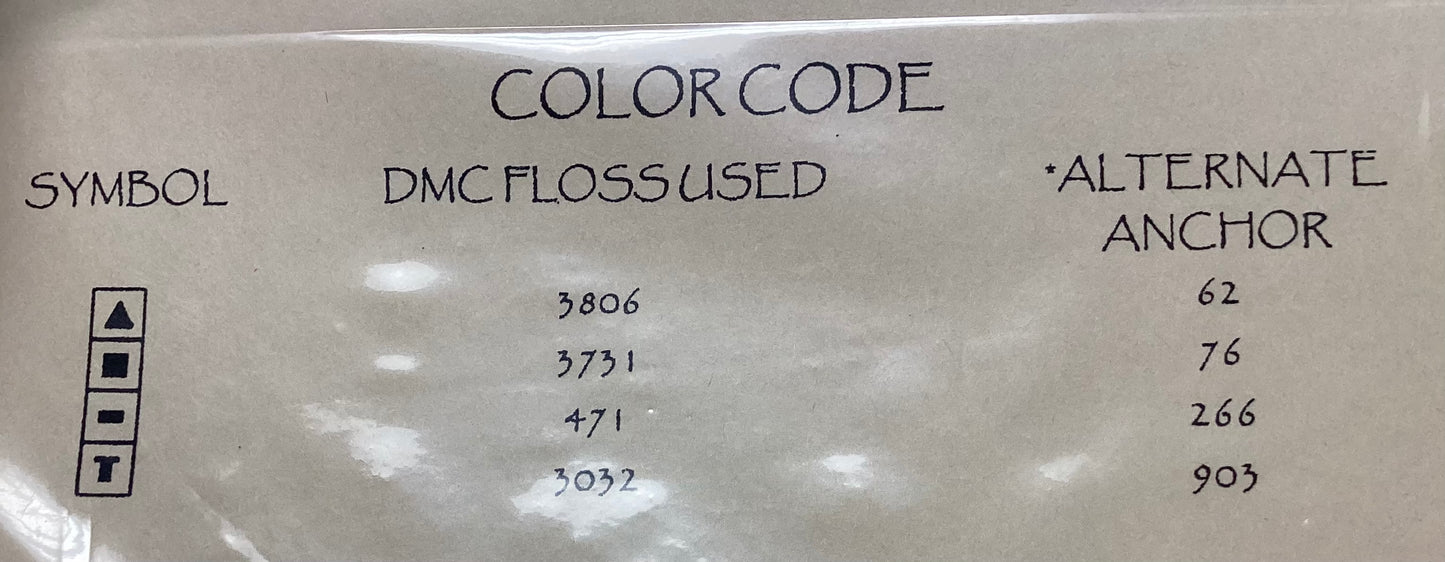 COLOR CODE
SYMBOL DMC FLOSS USED *ALTERNATE
ANCHOR
▲ 3806 62
■ 3731 76
▬ 471 266
T 3032 903